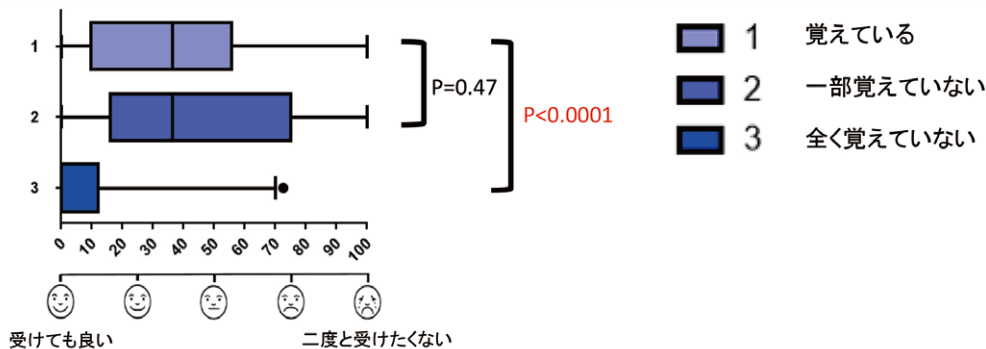 1
2
3
P=0.47
P<0.0001
0 10 20 30 40 50 60 70 80 90 100
受けても良い
二度と受けたくない
1 覚えている
2 一部覚えていない
3 全く覚えていない